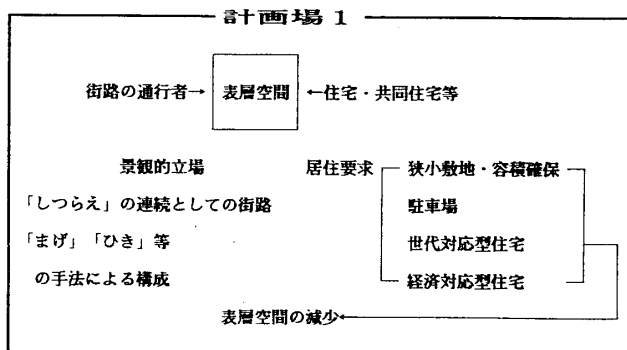 計画場1
街路の通行者→ 表層空間 ←住宅・共同住宅等
景観的立場 居住要求 狭小敷地・容積確保
「しつらえ」の連続としての街路 駐車場
「まげ」「ひき」等 世代対応型住宅
の手法による構成 経済対応型住宅
表層空間の減少←